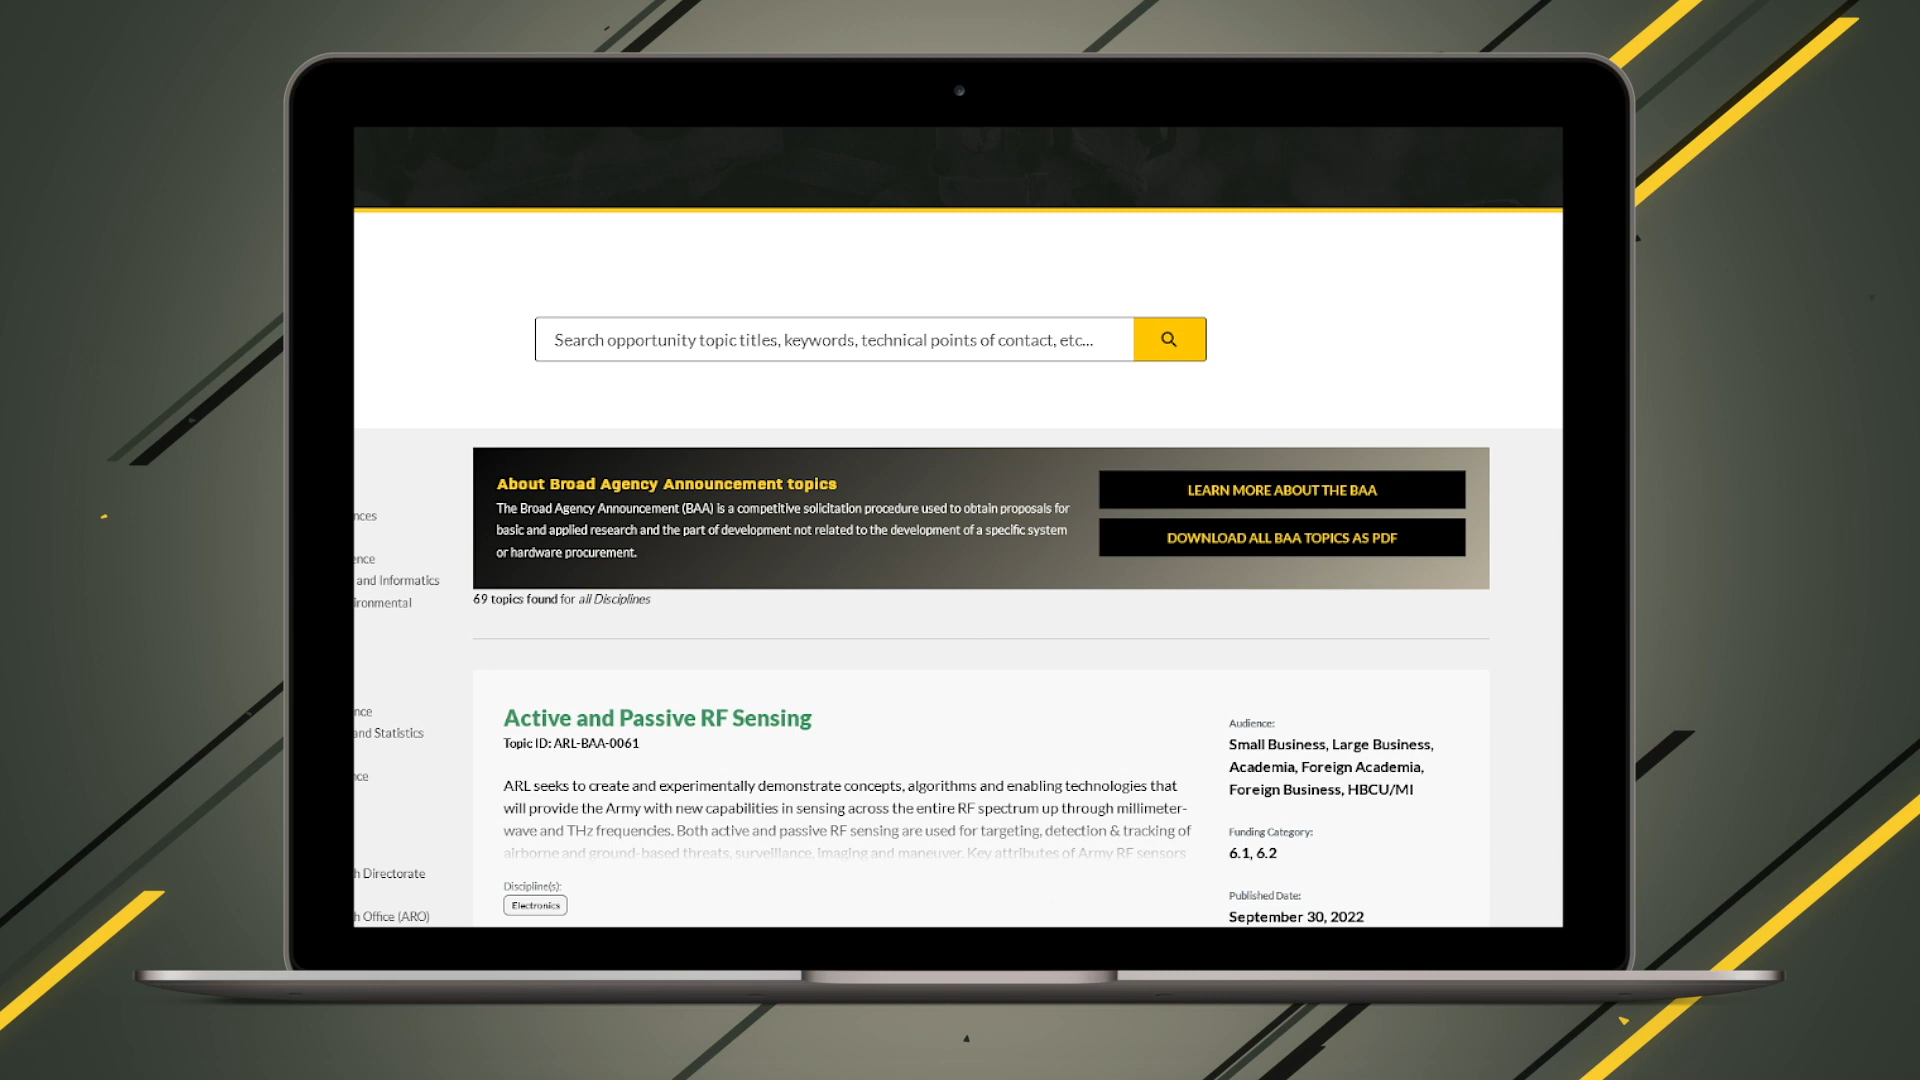 Search opportunity topic titles, keywords, technical points of contact, etc...
About Broad Agency Announcement topics
The Broad Agency Announcement (BAA) is a competitive solicitation procedure used to obtain proposals for
basic and applied research and the part of development not related to the development of a specific system
or hardware procurement.
LEARN MORE ABOUT THE BAA
DOWNLOAD ALL BAA TOPICS AS PDF
nces
ence
and Informatics
ironmental
nce
and Statistics
ce
h Directorate
h Office (ARO)
69 topics found for all Disciplines
Active and Passive RF Sensing
Topic ID: ARL-BAA-0061
ARL seeks to create and experimentally demonstrate concepts, algorithms and enabling technologies that
will provide the Army with new capabilities in sensing across the entire RF spectrum up through millimeter-
wave and THz frequencies. Both active and passive RF sensing are used for targeting, detection & tracking of
airborne and ground-based threats, surveillance, imaging and maneuver. Key attributes of Army RF sensors
Discipline(s):
Electronics
Audience:
Small Business, Large Business,
Academia, Foreign Academia,
Foreign Business, HBCU/MI
Funding Category:
6.1, 6.2
Published Date:
September 30, 2022